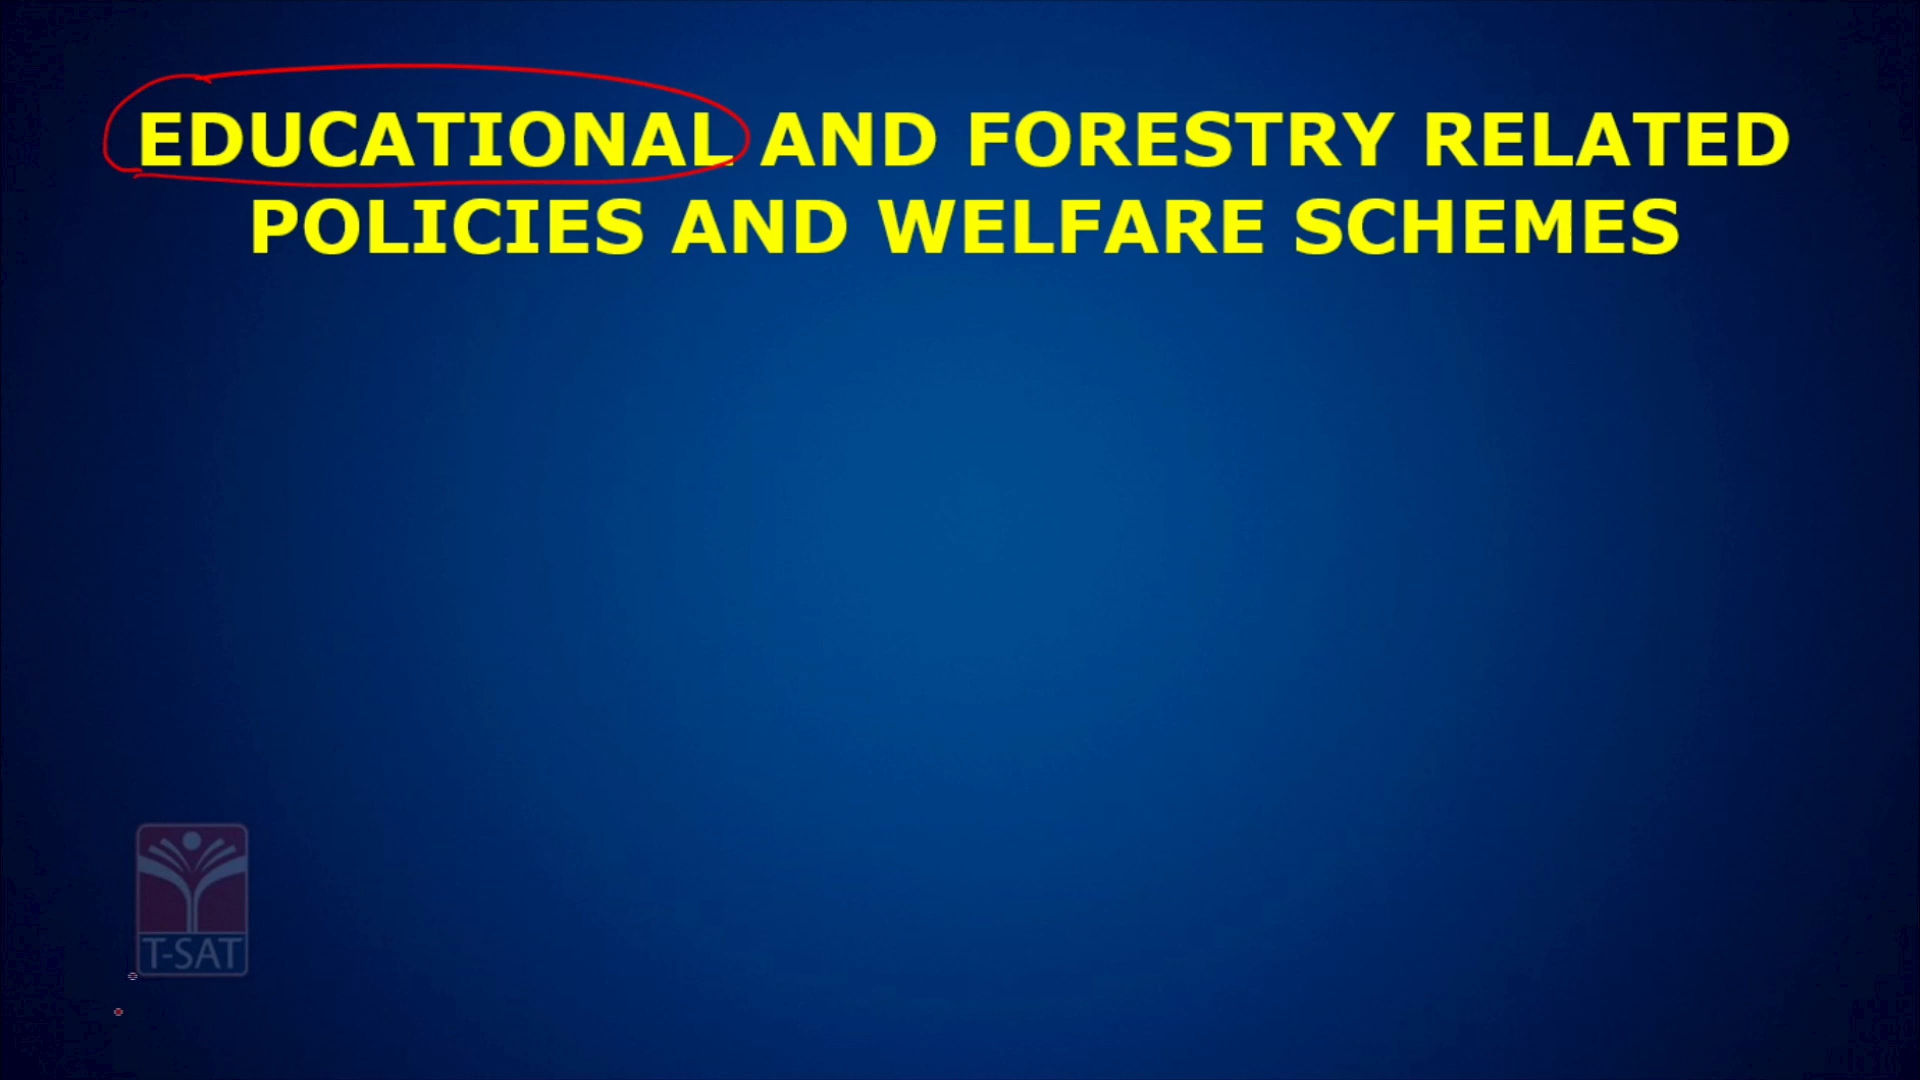 EDUCATIONAL AND FORESTRY RELATED
POLICIES AND WELFARE SCHEMES
T-SAT